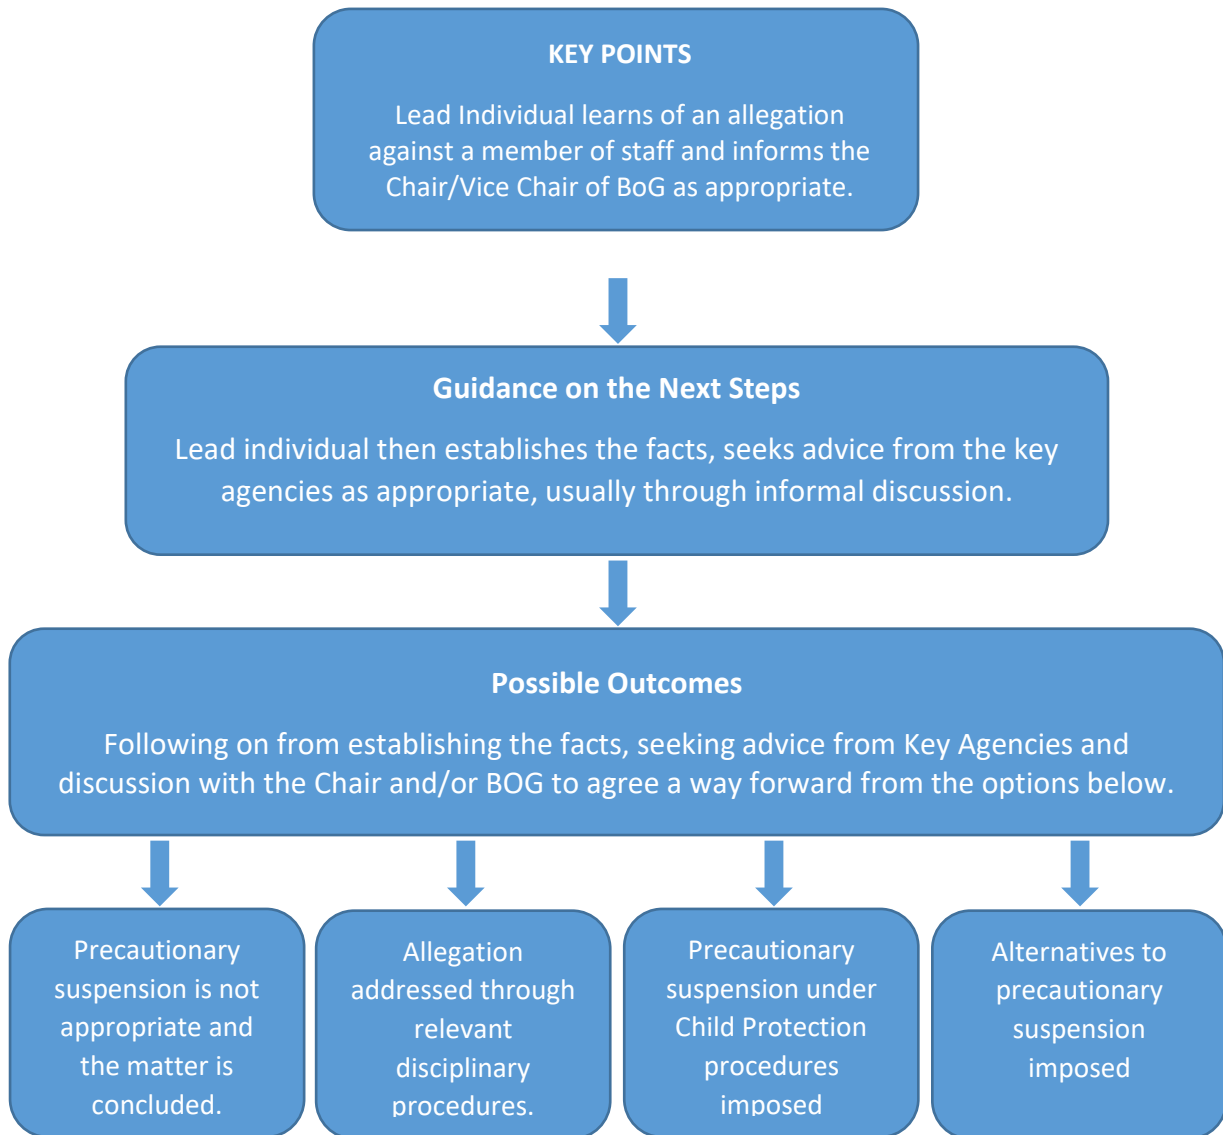 KEY POINTS
Lead Individual learns of an allegation
against a member of staff and informs the
Chair/Vice Chair of BoG as appropriate.
Guidance on the Next Steps
Lead individual then establishes the facts, seeks advice from the key
agencies as appropriate, usually through informal discussion.
Possible Outcomes
Following on from establishing the facts, seeking advice from Key Agencies and
discussion with the Chair and/or BOG to agree a way forward from the options below.
Precautionary
suspension is not
appropriate and
the matter is
concluded.
Allegation
addressed through
relevant
disciplinary
procedures.
Precautionary
suspension under
Child Protection
procedures
imposed
Alternatives to
precautionary
suspension
imposed